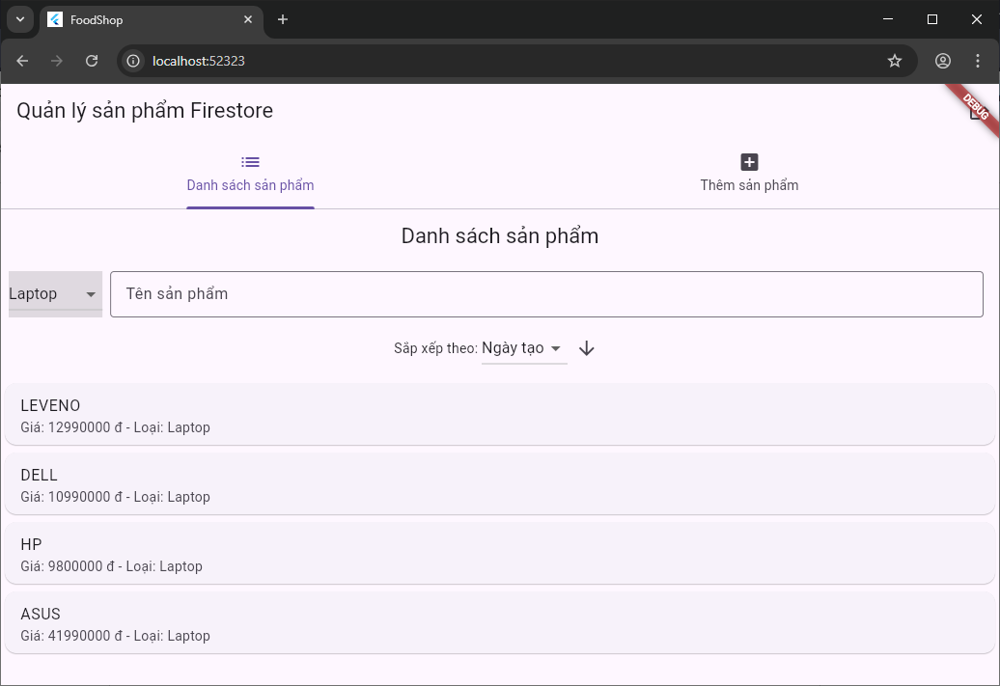 FoodShop
localhost:52323
Quản lý sản phẩm Firestore
DEBUG
Danh sách sản phẩm
Thêm sản phẩm
Danh sách sản phẩm
Laptop
Tên sản phẩm
Sắp xếp theo: Ngày tạo
LEVENO
Giá: 12990000 đ - Loại: Laptop
DELL
Giá: 10990000 đ - Loại: Laptop
HP
Giá: 9800000 đ - Loại: Laptop
ASUS
Giá: 41990000 đ - Loại: Laptop